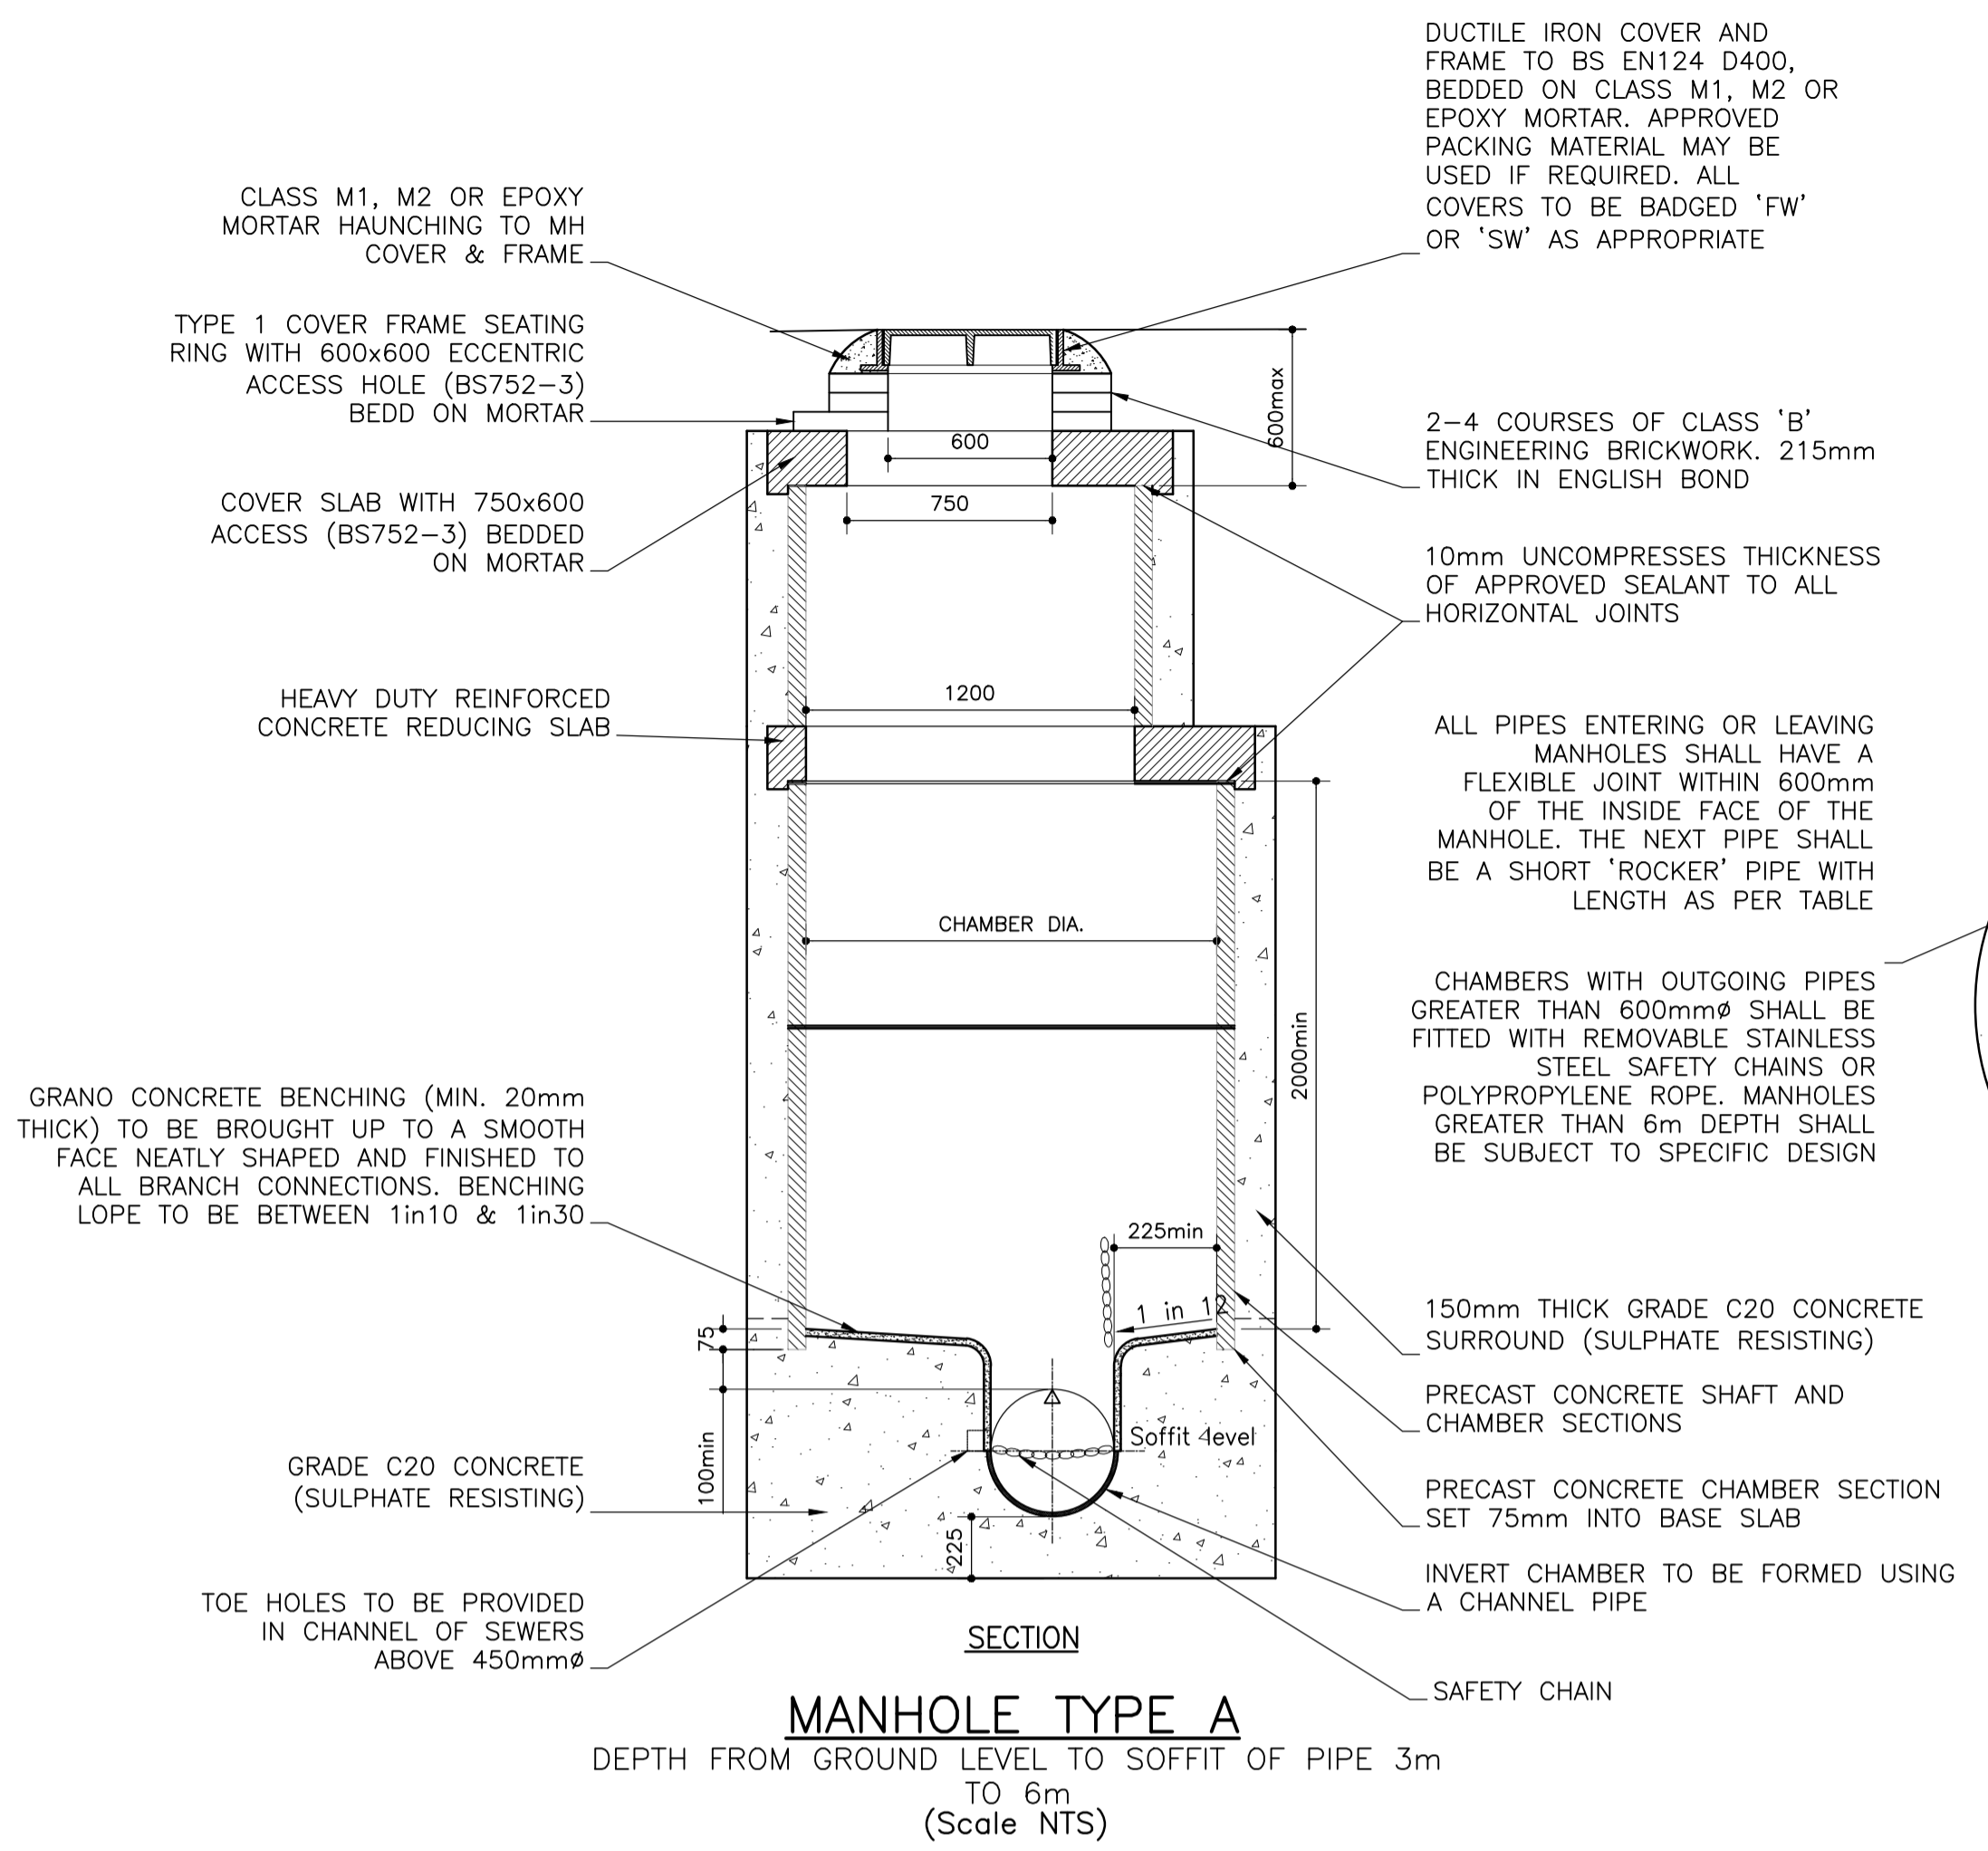 DUCTILE IRON COVER AND
FRAME TO BS EN124 D400,
BEDDED ON CLASS M1, M2 OR
EPOXY MORTAR. APPROVED
PACKING MATERIAL MAY BE
USED IF REQUIRED. ALL
COVERS TO BE BADGED 'FW'
OR 'SW' AS APPROPRIATE
CLASS M1, M2 OR EPOXY
MORTAR HAUNCHING TO MH
COVER & FRAME
TYPE 1 COVER FRAME SEATING
RING WITH 600x600 ECCENTRIC
ACCESS HOLE (BS752-3)
BEDD ON MORTAR
600max
2-4 COURSES OF CLASS 'B'
ENGINEERING BRICKWORK. 215mm
THICK IN ENGLISH BOND
600
750
COVER SLAB WITH 750x600
ACCESS (BS752-3) BEDDED
ON MORTAR
10mm UNCOMPRESSES THICKNESS
OF APPROVED SEALANT TO ALL
HORIZONTAL JOINTS
HEAVY DUTY REINFORCED
CONCRETE REDUCING SLAB
1200
ALL PIPES ENTERING OR LEAVING
MANHOLES SHALL HAVE A
FLEXIBLE JOINT WITHIN 600mm
OF THE INSIDE FACE OF THE
MANHOLE. THE NEXT PIPE SHALL
BE A SHORT 'ROCKER' PIPE WITH
LENGTH AS PER TABLE
CHAMBER DIA.
2000min
CHAMBERS WITH OUTGOING PIPES
GREATER THAN 600mmø SHALL BE
FITTED WITH REMOVABLE STAINLESS
STEEL SAFETY CHAINS OR
POLYPROPYLENE ROPE. MANHOLES
GREATER THAN 6m DEPTH SHALL
BE SUBJECT TO SPECIFIC DESIGN
GRANO CONCRETE BENCHING (MIN. 20mm
THICK) TO BE BROUGHT UP TO A SMOOTH
FACE NEATLY SHAPED AND FINISHED TO
ALL BRANCH CONNECTIONS. BENCHING
LOPE TO BE BETWEEN 1in10 & 1in30
225min
1 in 12
75
150mm THICK GRADE C20 CONCRETE
SURROUND (SULPHATE RESISTING)
PRECAST CONCRETE SHAFT AND
CHAMBER SECTIONS
Soffit level
100min
GRADE C20 CONCRETE
(SULPHATE RESISTING)
225
PRECAST CONCRETE CHAMBER SECTION
SET 75mm INTO BASE SLAB
INVERT CHAMBER TO BE FORMED USING
A CHANNEL PIPE
TOE HOLES TO BE PROVIDED
IN CHANNEL OF SEWERS
ABOVE 450mmø
SAFETY CHAIN
SECTION
MANHOLE TYPE A
DEPTH FROM GROUND LEVEL TO SOFFIT OF PIPE 3m
TO 6m
(Scale NTS)